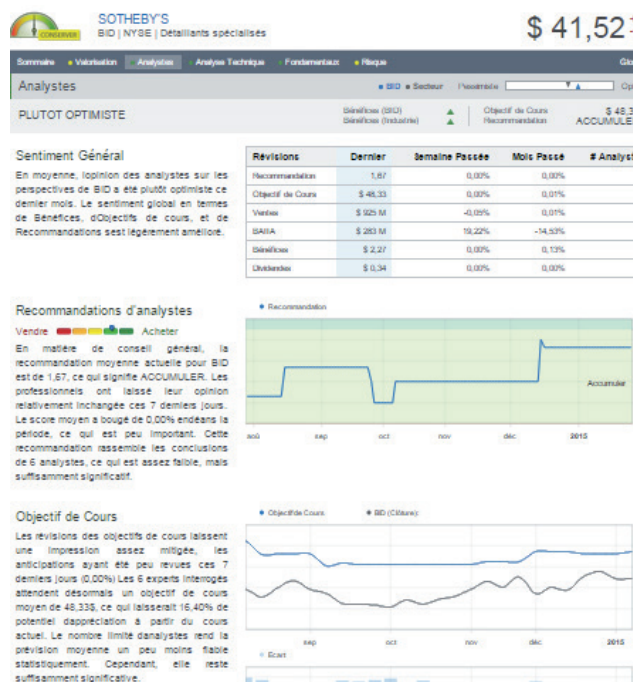 CONSERVER
SOTHEBY'S
BID | NYSE | Détaillants spécialisés
$ 41,52
Sommaire Valorisation Analystes Analyse Technique Fondamentaux Risque Glo
Analystes
BID Secteur Pessimiste Op
PLUTOT OPTIMISTE
Bénéfices (BID)
Bénéfices (Industrie)
Objectif de Cours $ 48,3
Recommandation ACCUMULER
Sentiment Général
En moyenne, lopinion des analystes sur les
perspectives de BID a été plutôt optimiste ce
dernier mois. Le sentiment global en termes
de Bénéfices, dObjectifs de cours, et de
Recommandations sest légèrement amélioré.
Révisions Dernier Semaine Passée Mois Passé # Analyst
Recommandation 1,67 0,00% 0,00%
Objectif de Cours $ 48,33 0,00% 0,01%
Ventes $ 925 M -0,05% 0,01%
BAIIA $ 283 M 19,22% -14,53%
Bénéfices $ 2,27 0,00% 0,13%
Dividendes $ 0,34 0,00% 0,00%
Recommandations d'analystes
Vendre Acheter
En matière de conseil général, la
recommandation moyenne actuelle pour BID
est de 1,67, ce qui signifie ACCUMULER. Les
professionnels ont laissé leur opinion
relativement inchangée ces 7 derniers jours.
Le score moyen a bougé de 0,00% endéans la
période, ce qui est peu important. Cette
recommandation rassemble les conclusions
de 6 analystes, ce qui est assez faible, mais
suffisamment significatif.
Recommandation
Accumuler
aoû sep oct nov déc 2015
Objectif de Cours
Les révisions des objectifs de cours laissent
une impression assez mitigée, les
anticipations ayant été peu revues ces 7
derniers jours (0,00%) Les 6 experts interrogés
attendent désormais un objectif de cours
moyen de 48,33$, ce qui laisserait 16,40% de
potentiel dappréciation à partir du cours
actuel. Le nombre limité danalystes rend la
prévision moyenne un peu moins fiable
statistiquement. Cependant, elle reste
suffisamment significative.
Objectif de Cours BID (Clôture)
sep oct nov déc 2015
Ecart